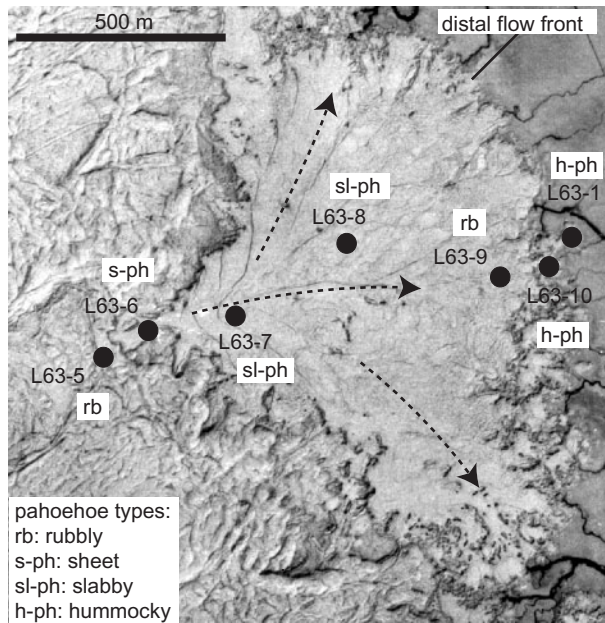 500 m
distal flow front
h-ph
L63-1
sl-ph
L63-8
rb
L63-9
L63-10
s-ph
L63-6
h-ph
L63-7
L63-5
sl-ph
rb
pahoehoe types:
rb: rubbly
s-ph: sheet
sl-ph: slabby
h-ph: hummocky